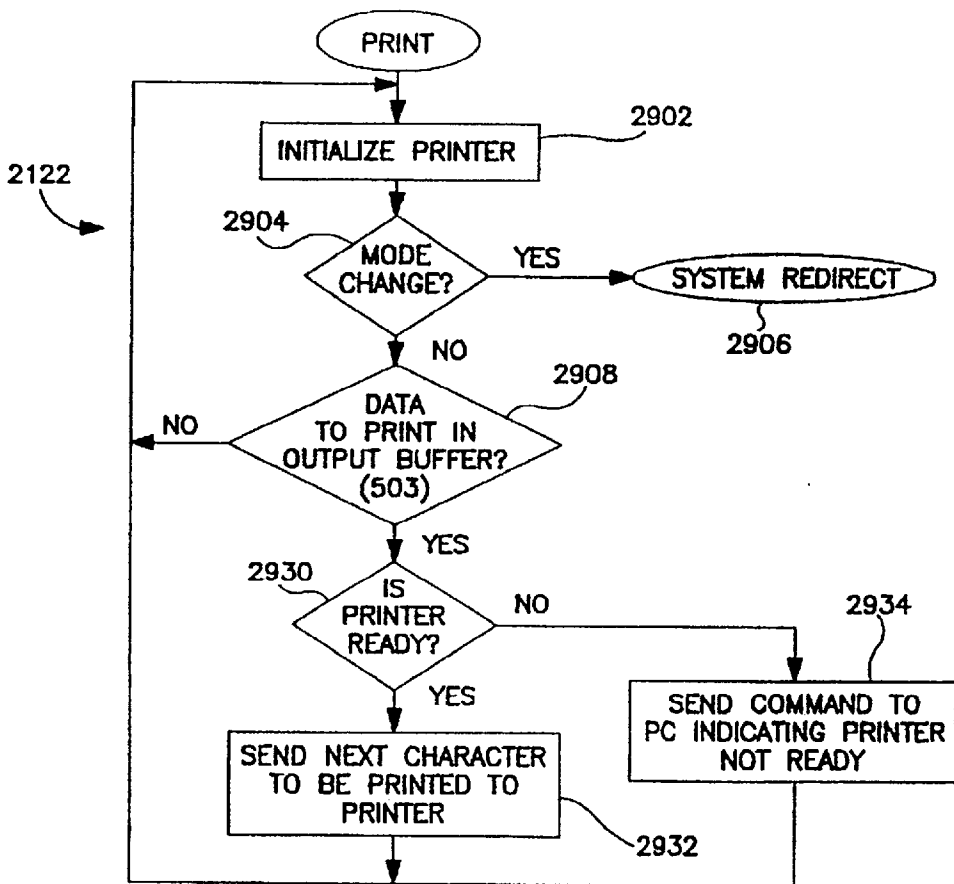 PRINT
2902
INITIALIZE PRINTER
2122
2904
MODE
CHANGE?
YES
SYSTEM REDIRECT
2906
NO
2908
DATA
TO PRINT IN
OUTPUT BUFFER?
(503)
NO
YES
2930
IS
PRINTER
READY?
NO
2934
YES
SEND COMMAND TO
PC INDICATING PRINTER
NOT READY
SEND NEXT CHARACTER
TO BE PRINTED TO
PRINTER
2932